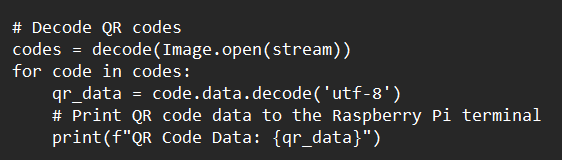 # Decode QR codes
codes = decode(Image.open(stream))
for code in codes:
    qr_data = code.data.decode('utf-8')
    # Print QR code data to the Raspberry Pi terminal
    print(f"QR Code Data: {qr_data}")